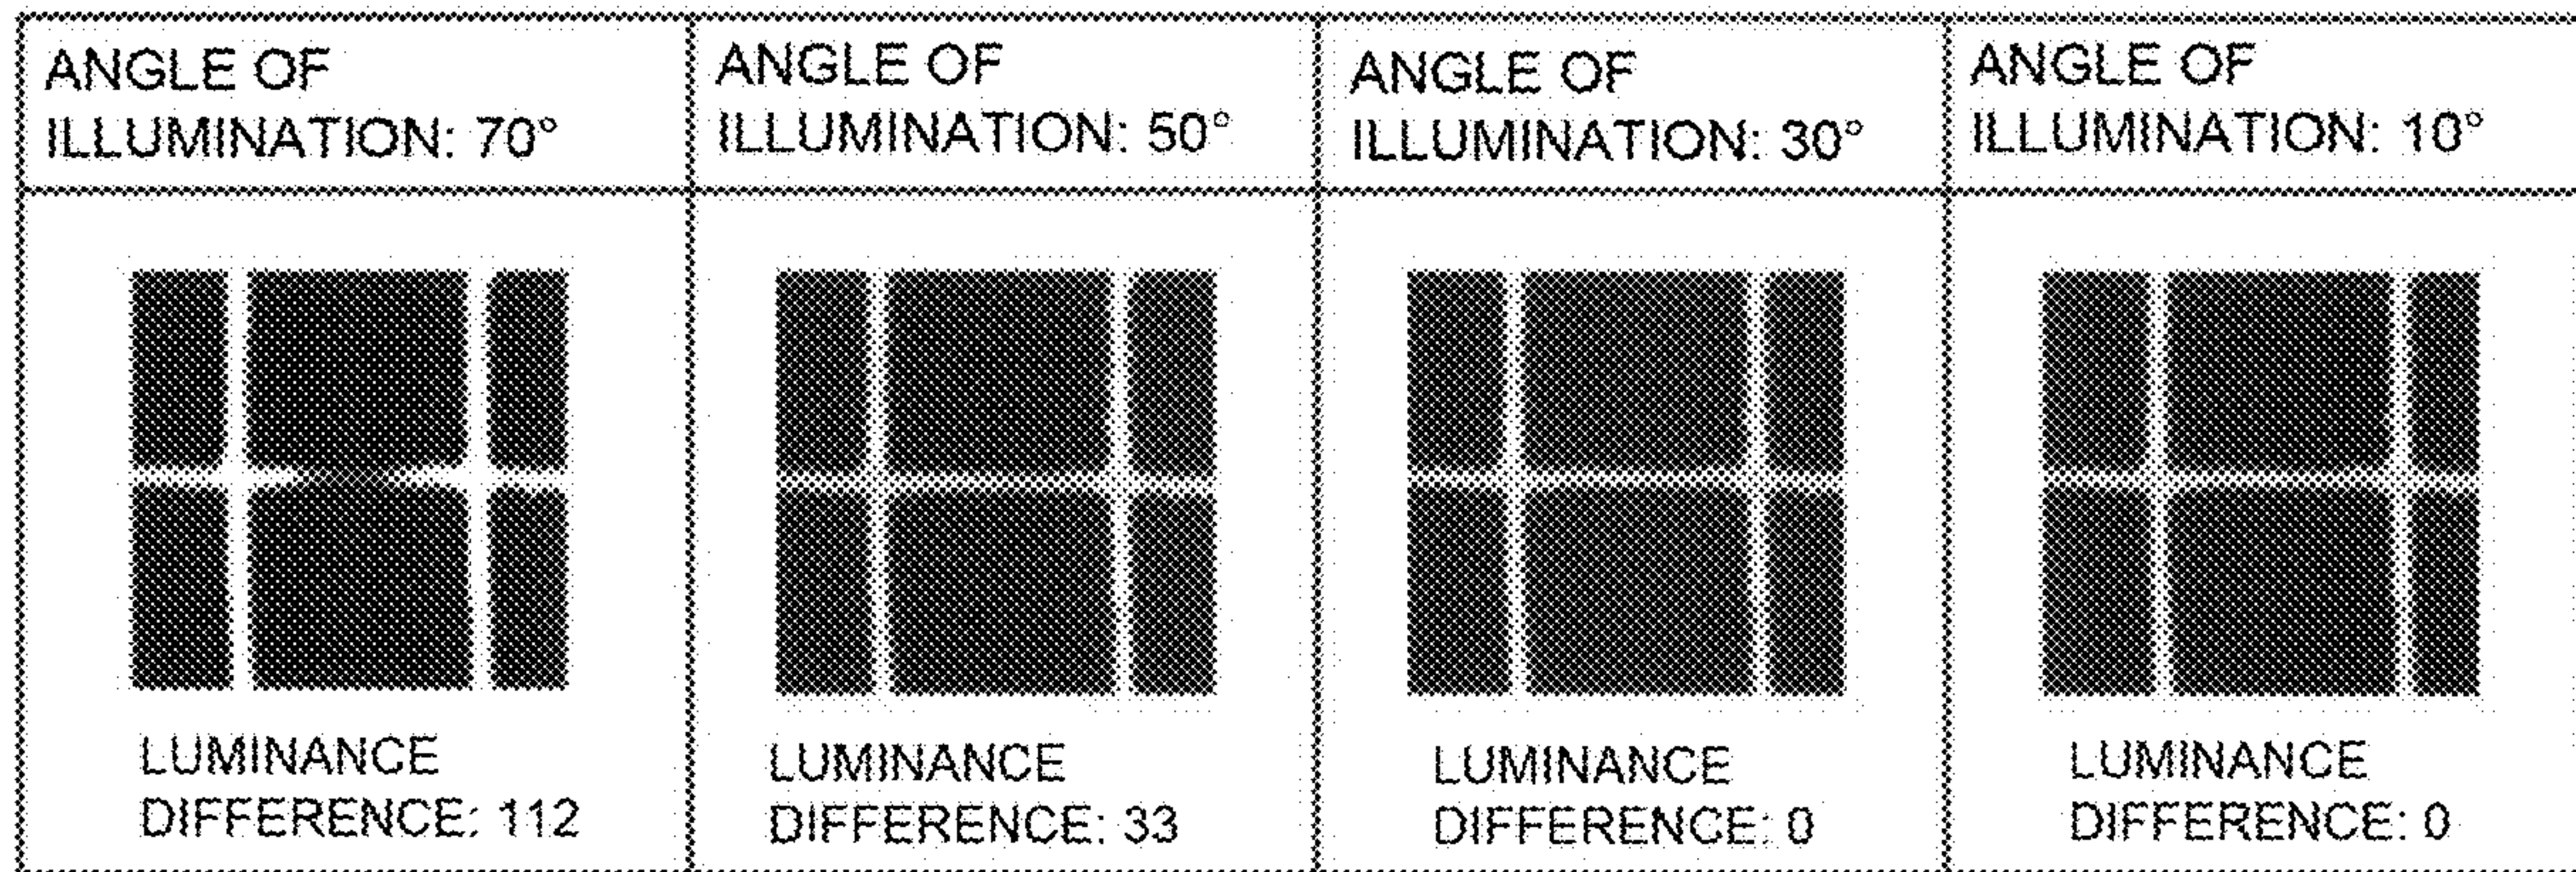 ANGLE OF
ILLUMINATION: 70°
ANGLE OF
ILLUMINATION: 50°
ANGLE OF
ILLUMINATION: 30°
ANGLE OF
ILLUMINATION: 10°
LUMINANCE
DIFFERENCE: 112
LUMINANCE
DIFFERENCE: 33
LUMINANCE
DIFFERENCE: 0
LUMINANCE
DIFFERENCE: 0